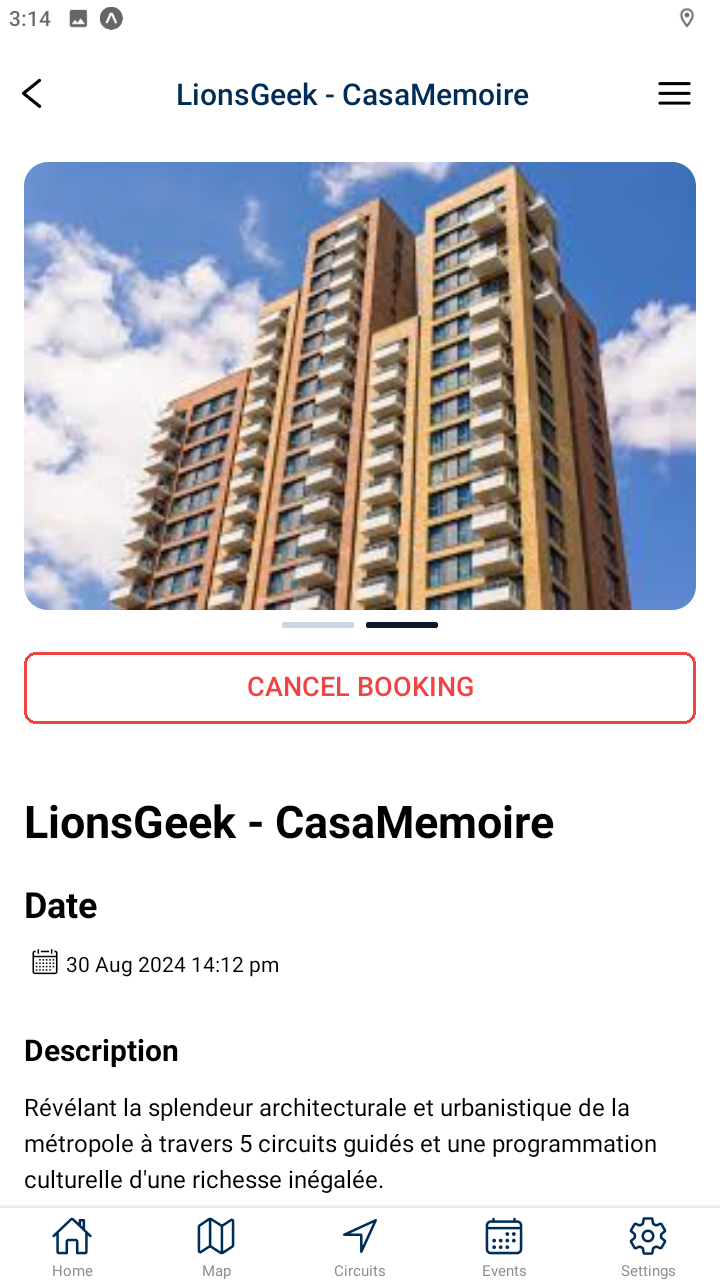 3:14
LionsGeek - CasaMemoire
CANCEL BOOKING
LionsGeek - CasaMemoire
Date
30 Aug 2024 14:12 pm
Description
Révélant la splendeur architecturale et urbanistique de la
métropole à travers 5 circuits guidés et une programmation
culturelle d'une richesse inégalée.
Home Map Circuits Events Settings